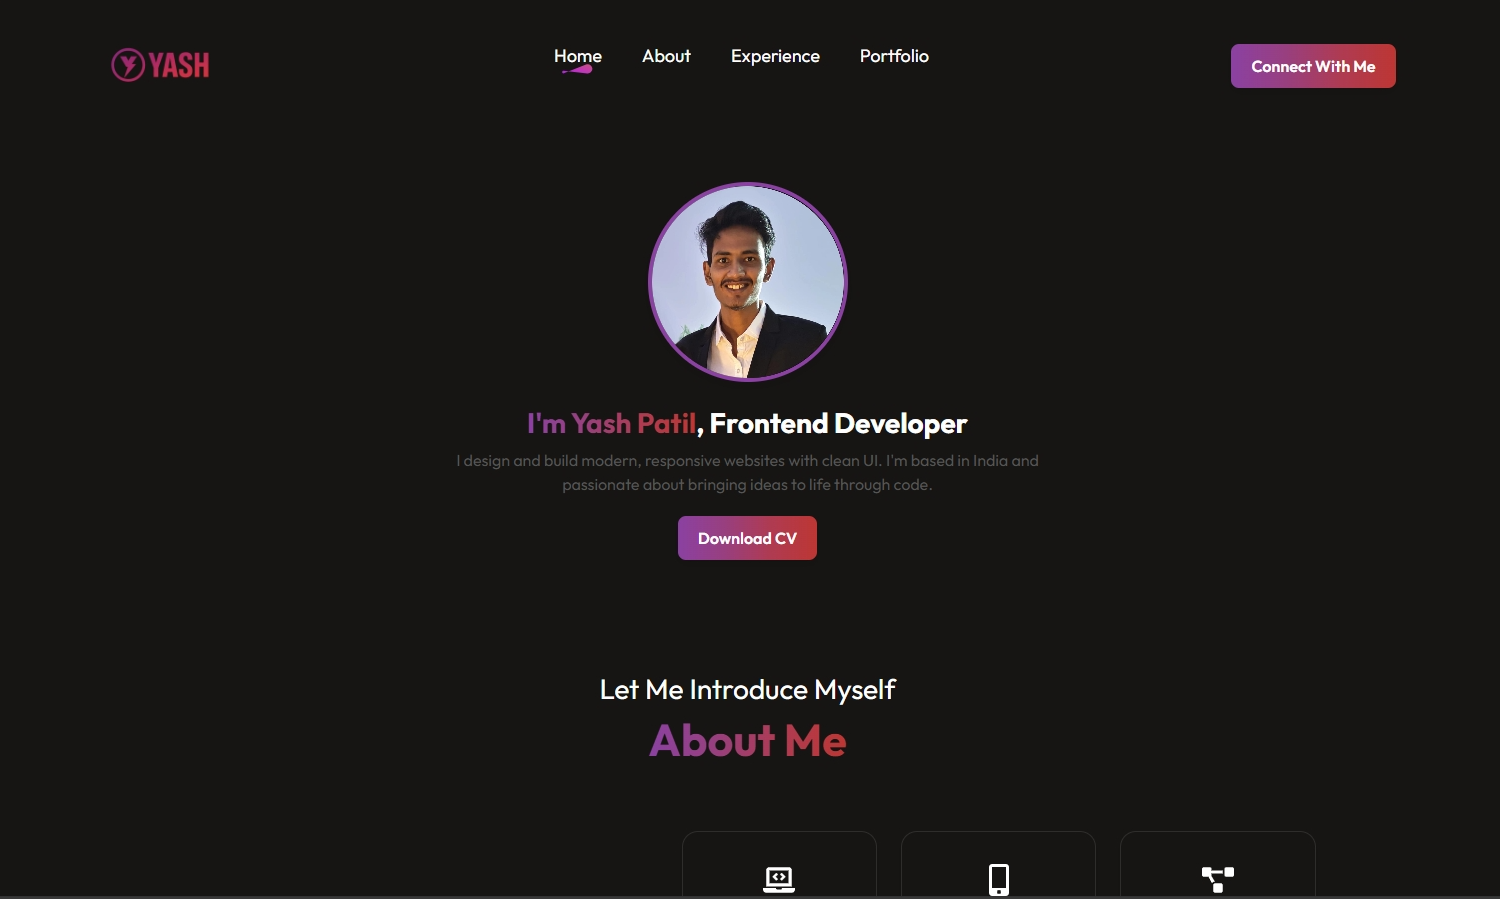 YASH
Home
About
Experience
Portfolio
Connect With Me
I'm Yash Patil, Frontend Developer
I design and build modern, responsive websites with clean UI. I'm based in India and
passionate about bringing ideas to life through code.
Download CV
Let Me Introduce Myself
About Me